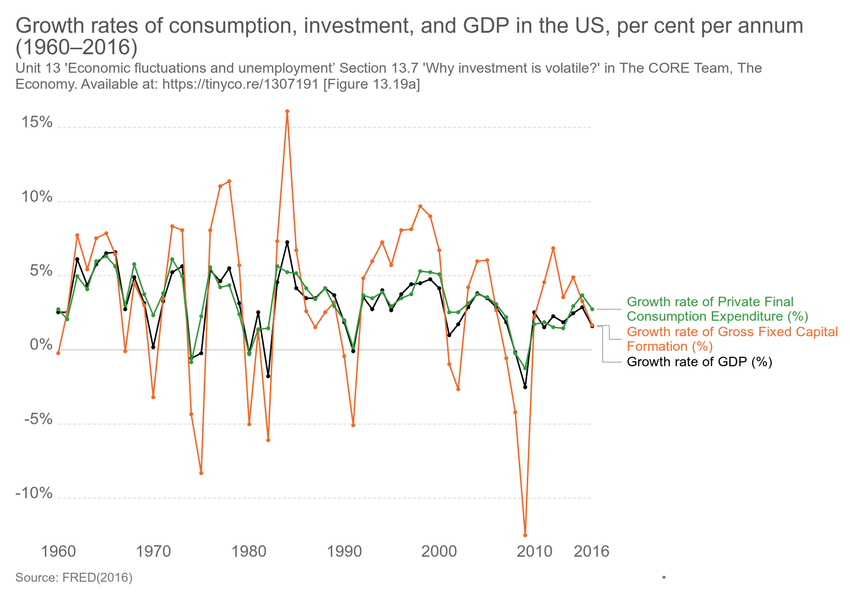 Growth rates of consumption, investment, and GDP in the US, per cent per annum
(1960–2016)
Unit 13 'Economic fluctuations and unemployment’ Section 13.7 'Why investment is volatile?' in The CORE Team, The
Economy. Available at: https://tinyco.re/1307191 [Figure 13.19a]
15%
10%
5%
0%
-5%
-10%
Growth rate of Private Final
Consumption Expenditure (%)
Growth rate of Gross Fixed Capital
Formation (%)
Growth rate of GDP (%)
1960 1970 1980 1990 2000 2010 2016
Source: FRED(2016)